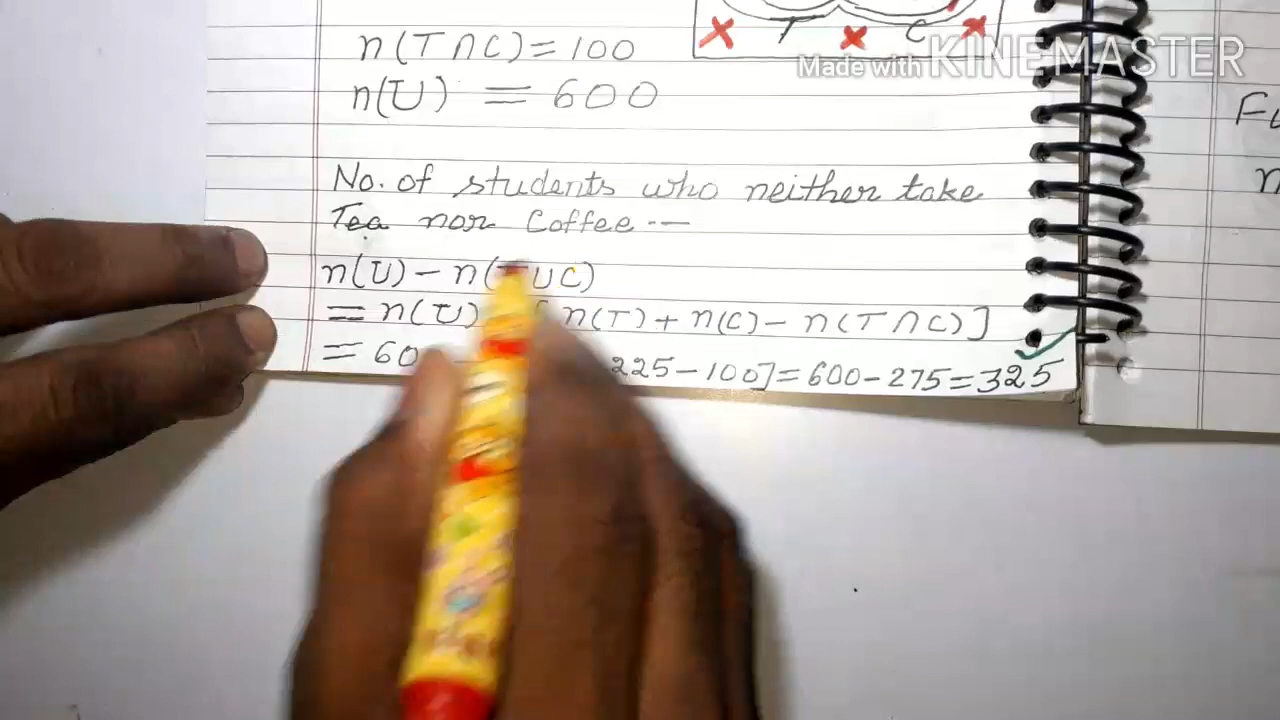 n(T∩C)=100
n(U) = 600
T C
Made with KINEMASTER
No. of students who neither take
Tea nor Coffee --
n(U) - n( UC)
= n(U) n(T) + n(C) - n(T∩C)]
= 60 225-100]=600-275=325
n